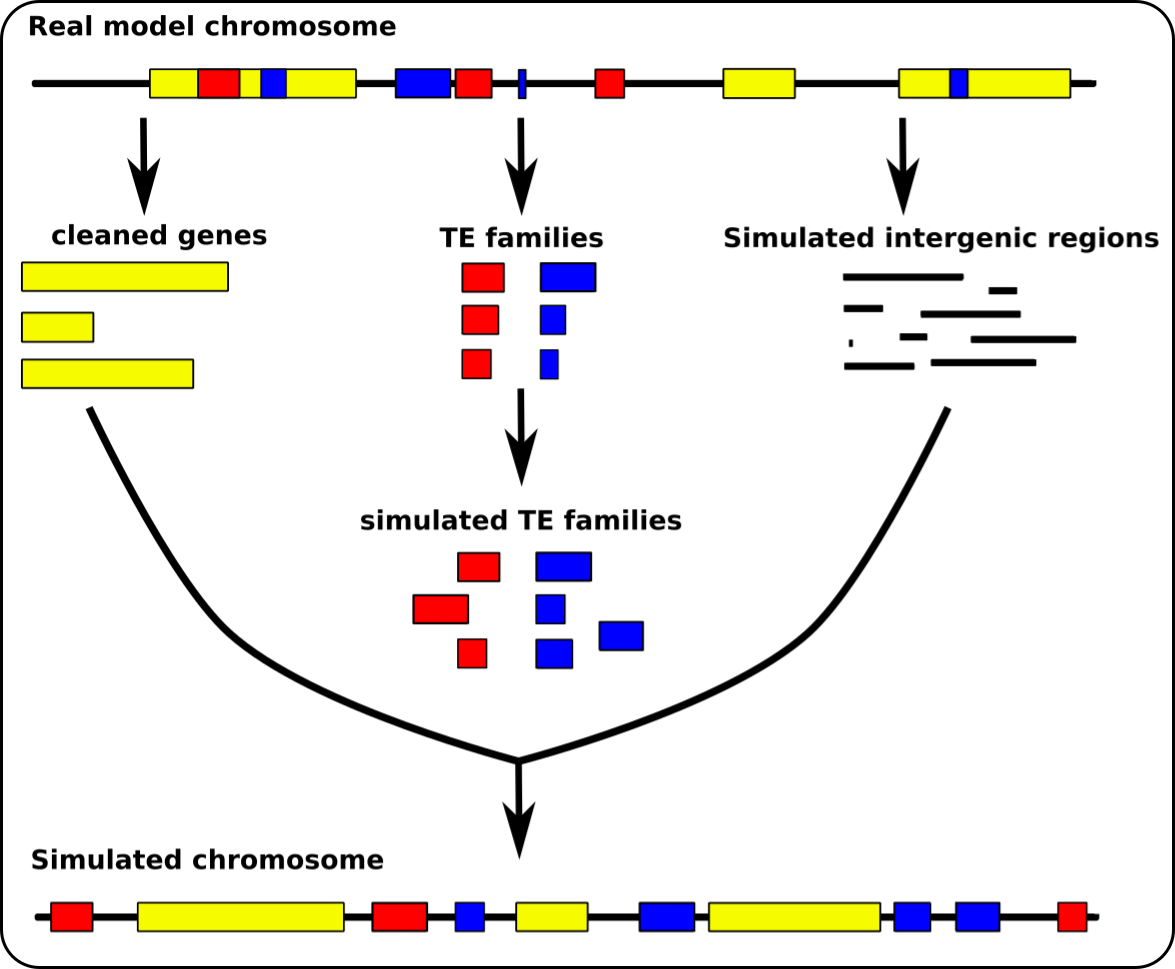 Real model chromosome
cleaned genes
TE families
Simulated intergenic regions
simulated TE families
Simulated chromosome